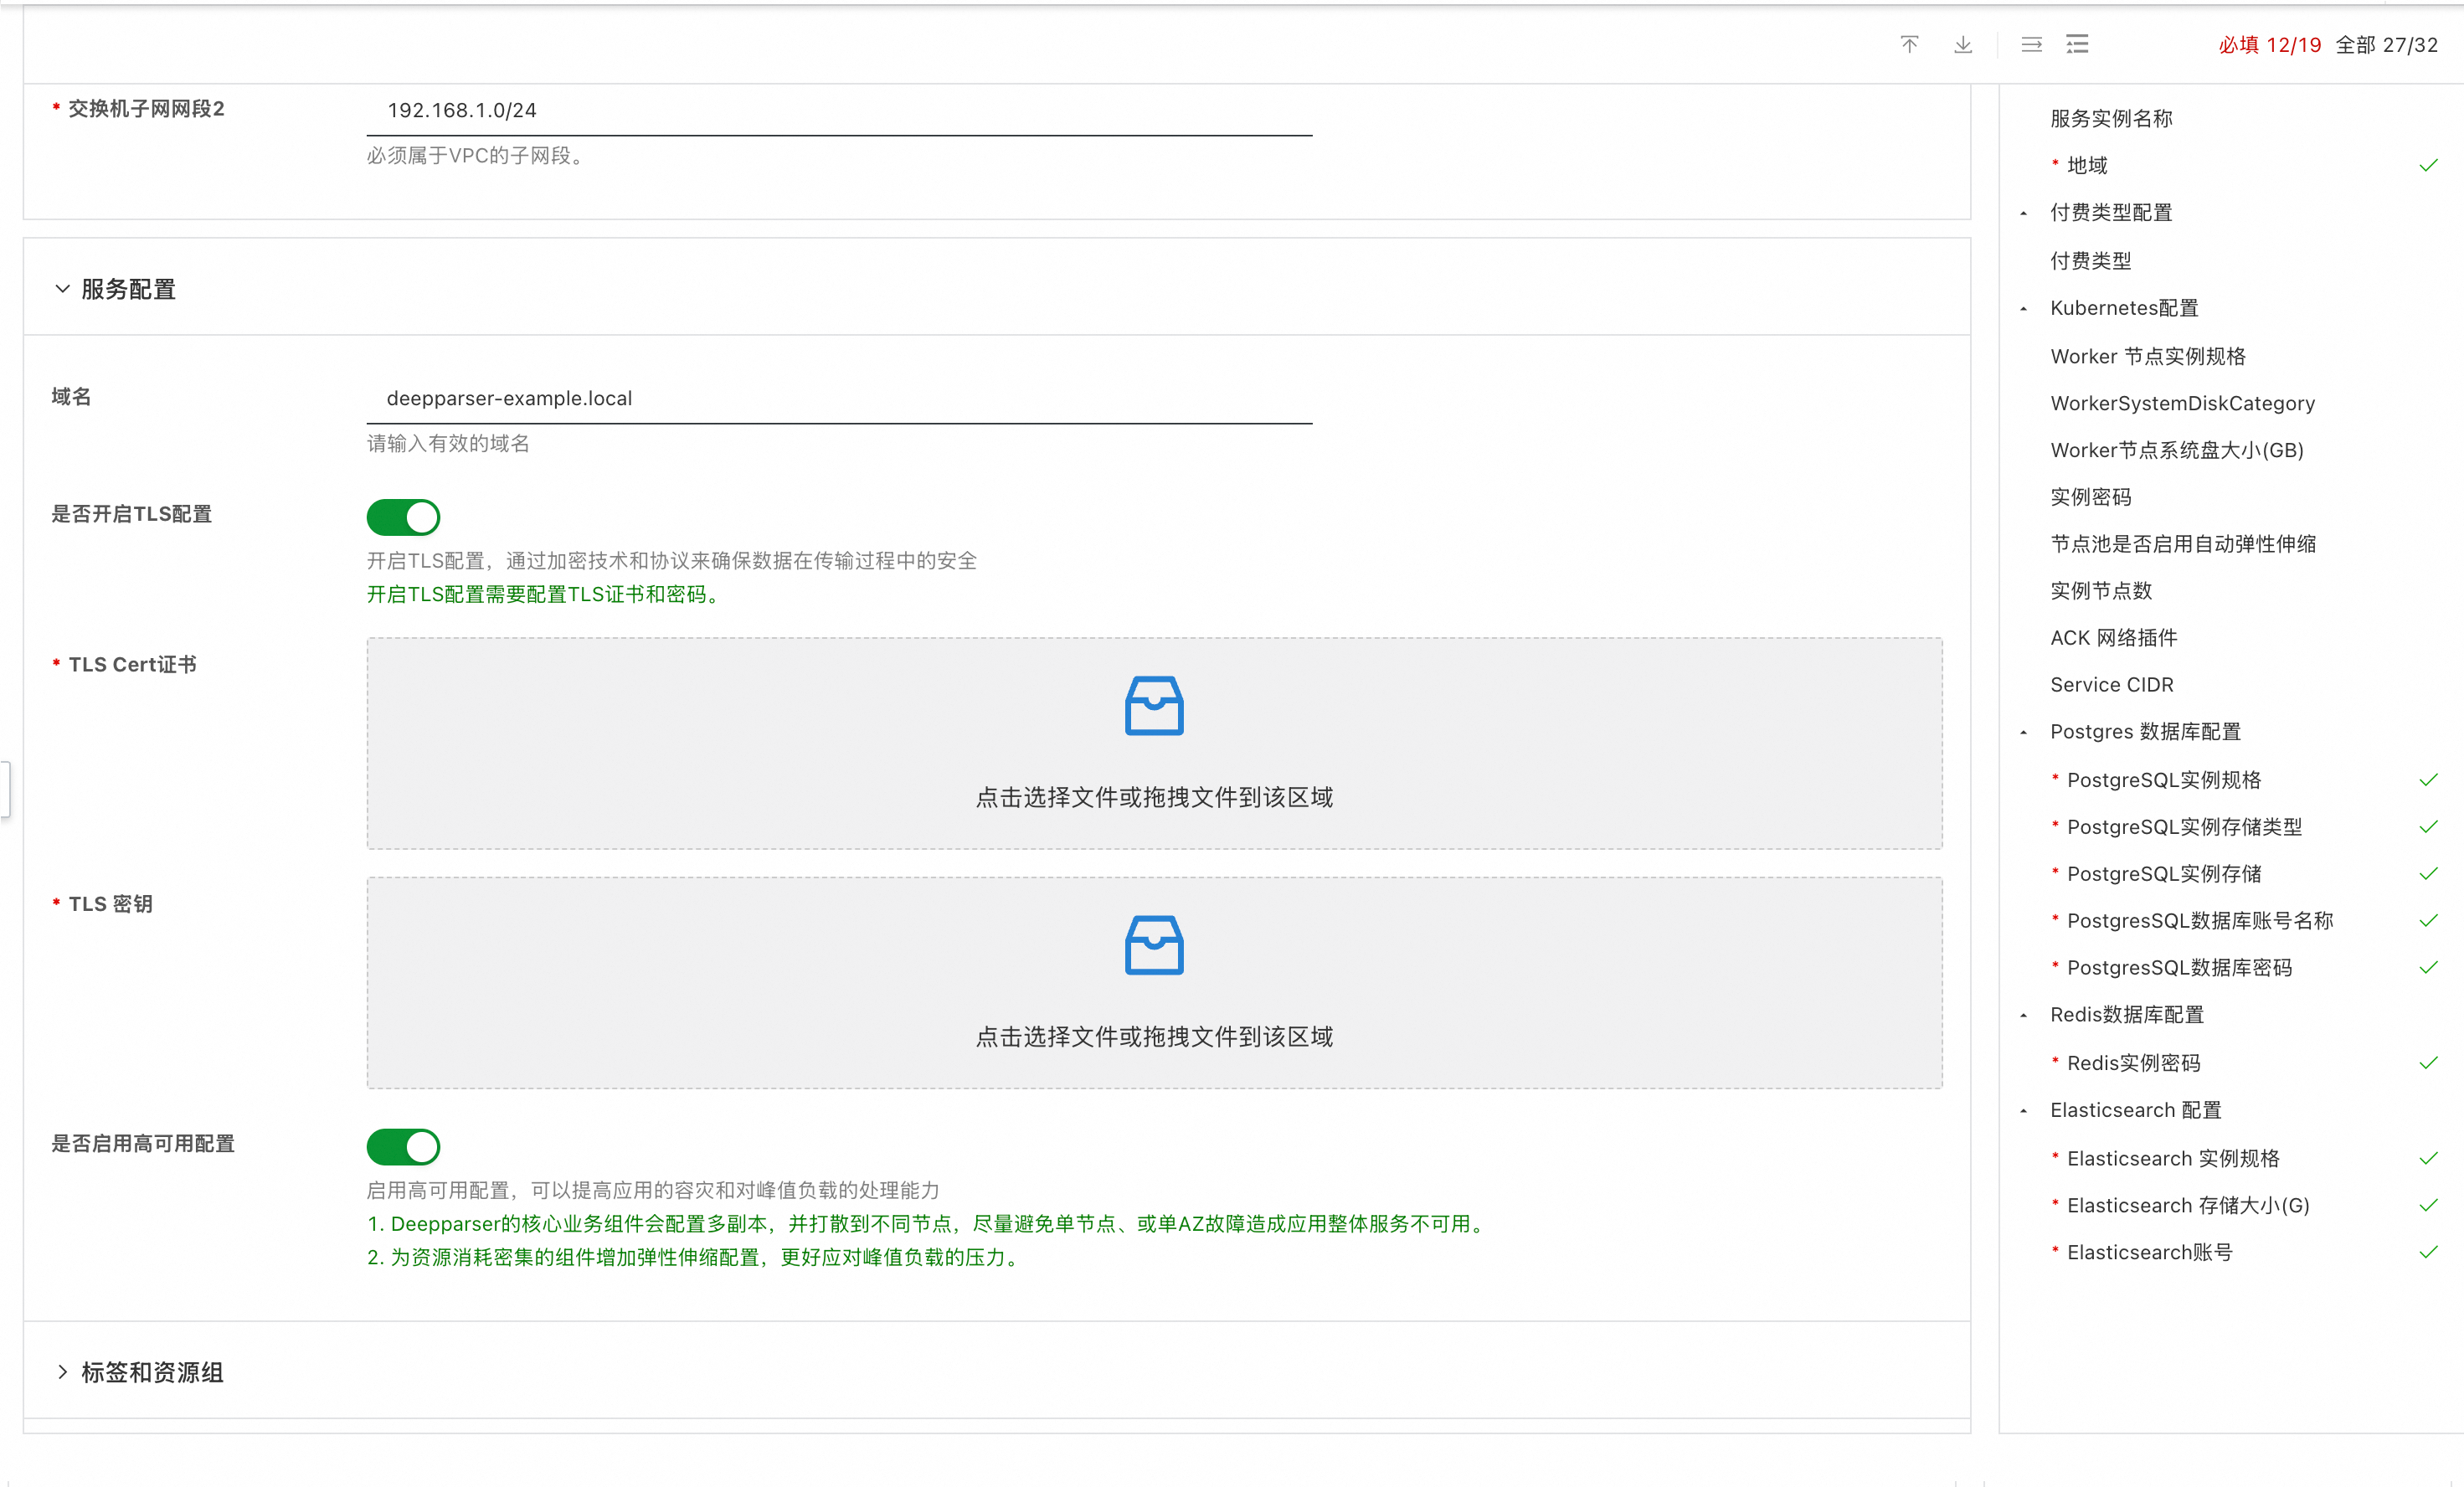 必填 12/19 全部 27/32
* 交换机子网网段2
192.168.1.0/24
必须属于VPC的子网段。
服务配置
域名
deepparser-example.local
请输入有效的域名
是否开启TLS配置
开启TLS配置，通过加密技术和协议来确保数据在传输过程中的安全
开启TLS配置需要配置TLS证书和密码。
* TLS Cert证书
点击选择文件或拖拽文件到该区域
* TLS 密钥
点击选择文件或拖拽文件到该区域
是否启用高可用配置
启用高可用配置，可以提高应用的容灾和对峰值负载的处理能力
1. Deepparser的核心业务组件会配置多副本，并打散到不同节点，尽量避免单节点、或单AZ故障造成应用整体服务不可用。
2. 为资源消耗密集的组件增加弹性伸缩配置，更好应对峰值负载的压力。
标签和资源组
服务实例名称
* 地域
付费类型配置
付费类型
Kubernetes配置
Worker 节点实例规格
WorkerSystemDiskCategory
Worker节点系统盘大小(GB)
实例密码
节点池是否启用自动弹性伸缩
实例节点数
ACK 网络插件
Service CIDR
Postgres 数据库配置
* PostgreSQL实例规格
* PostgreSQL实例存储类型
* PostgreSQL实例存储
* PostgresSQL数据库账号名称
* PostgresSQL数据库密码
Redis数据库配置
* Redis实例密码
Elasticsearch 配置
* Elasticsearch 实例规格
* Elasticsearch 存储大小(G)
* Elasticsearch账号